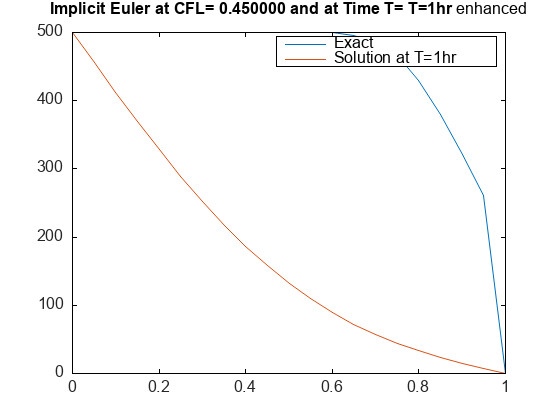 Implicit Euler at CFL= 0.450000 and at Time T= T=1hr enhanced
500
Exact
Solution at T=1hr
400
300
200
100
0
0 0.2 0.4 0.6 0.8 1